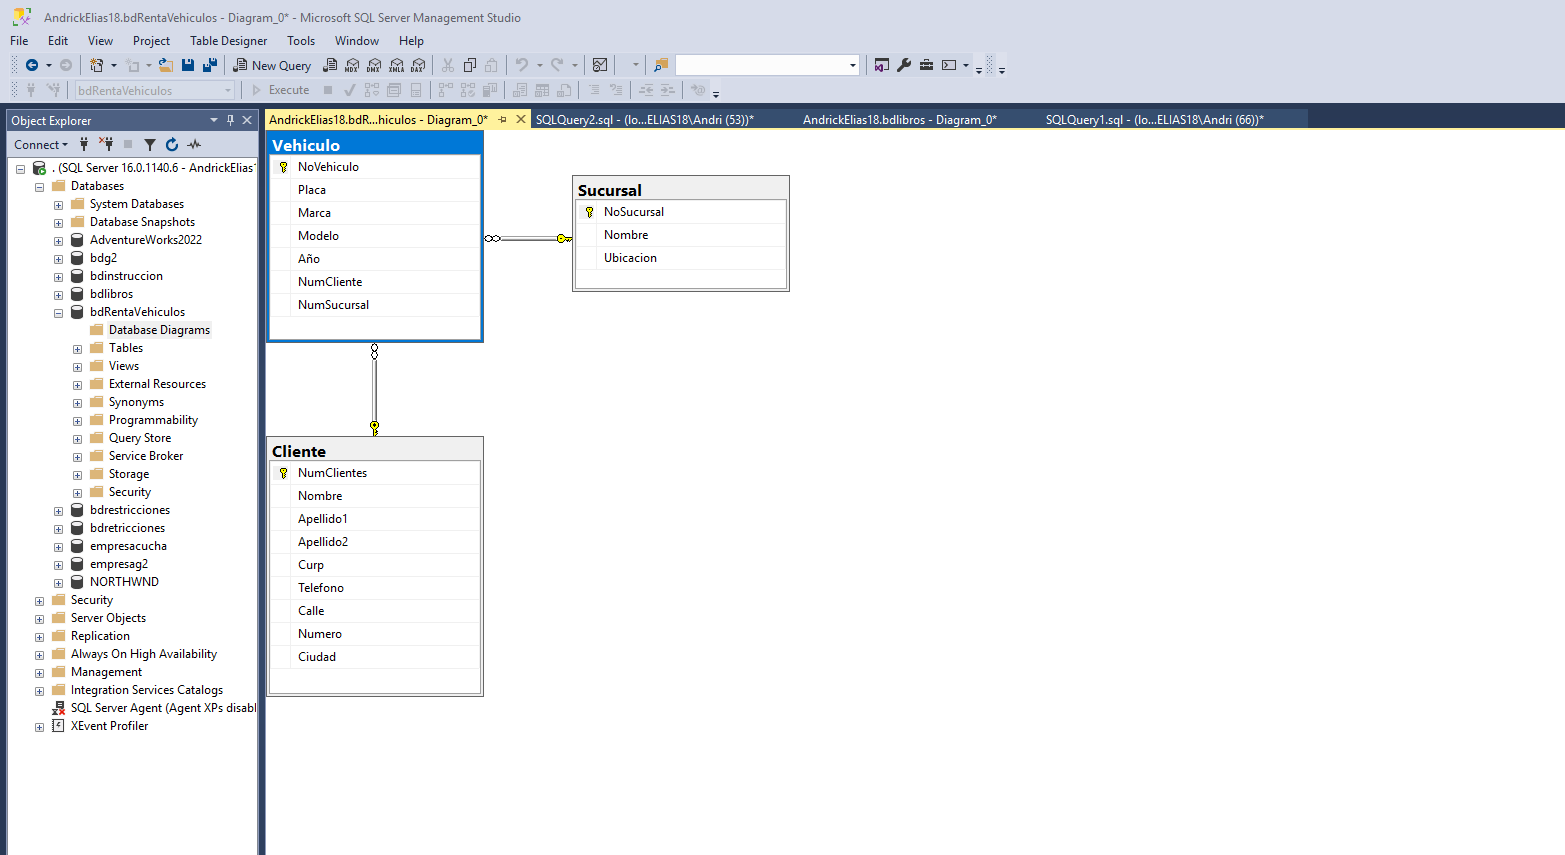 AndrickElias18.bdRentaVehiculos - Diagram_0* - Microsoft SQL Server Management Studio
File Edit View Project Table Designer Tools Window Help
New Query MDX DMX XMLA DAX
bdRentaVehiculos Execute
Object Explorer
AndrickElias18.bdR...hiculos - Diagram_0* SQLQuery2.sql - (lo...ELIAS18\Andri (53))* AndrickElias18.bdlibros - Diagram_0* SQLQuery1.sql - (lo...ELIAS18\Andri (66))*
Connect
. (SQL Server 16.0.1140.6 - AndrickElias1
Databases
System Databases
Database Snapshots
AdventureWorks2022
bdg2
bdinstruccion
bdlibros
bdRentaVehiculos
Database Diagrams
Tables
Views
External Resources
Synonyms
Programmability
Query Store
Service Broker
Storage
Security
bdrestricciones
bdretricciones
empresacucha
empresag2
NORTHWND
Security
Server Objects
Replication
Always On High Availability
Management
Integration Services Catalogs
SQL Server Agent (Agent XPs disabl
XEvent Profiler
Vehiculo
NoVehiculo
Placa
Marca
Modelo
Año
NumCliente
NumSucursal
Sucursal
NoSucursal
Nombre
Ubicacion
Cliente
NumClientes
Nombre
Apellido1
Apellido2
Curp
Telefono
Calle
Numero
Ciudad